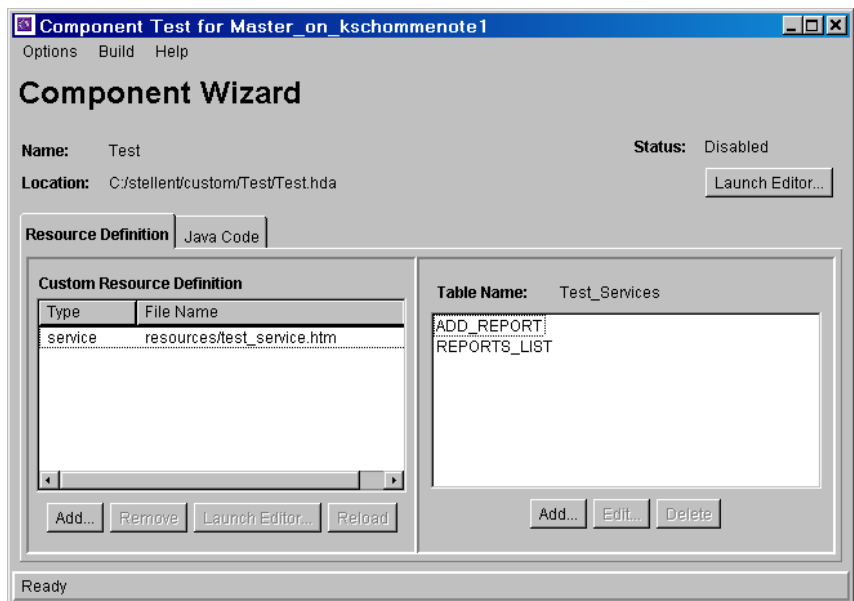 Component Test for Master_on_kschommenote1
Options Build Help
Component Wizard
Name: Test
Status: Disabled
Location: C:/stellent/custom/Test/Test.hda
Launch Editor...
Resource Definition Java Code
Custom Resource Definition
Type File Name
service resources/test_service.htm
Add... Remove Launch Editor... Reload
Table Name: Test_Services
ADD_REPORT
REPORTS_LIST
Add... Edit... Delete
Ready